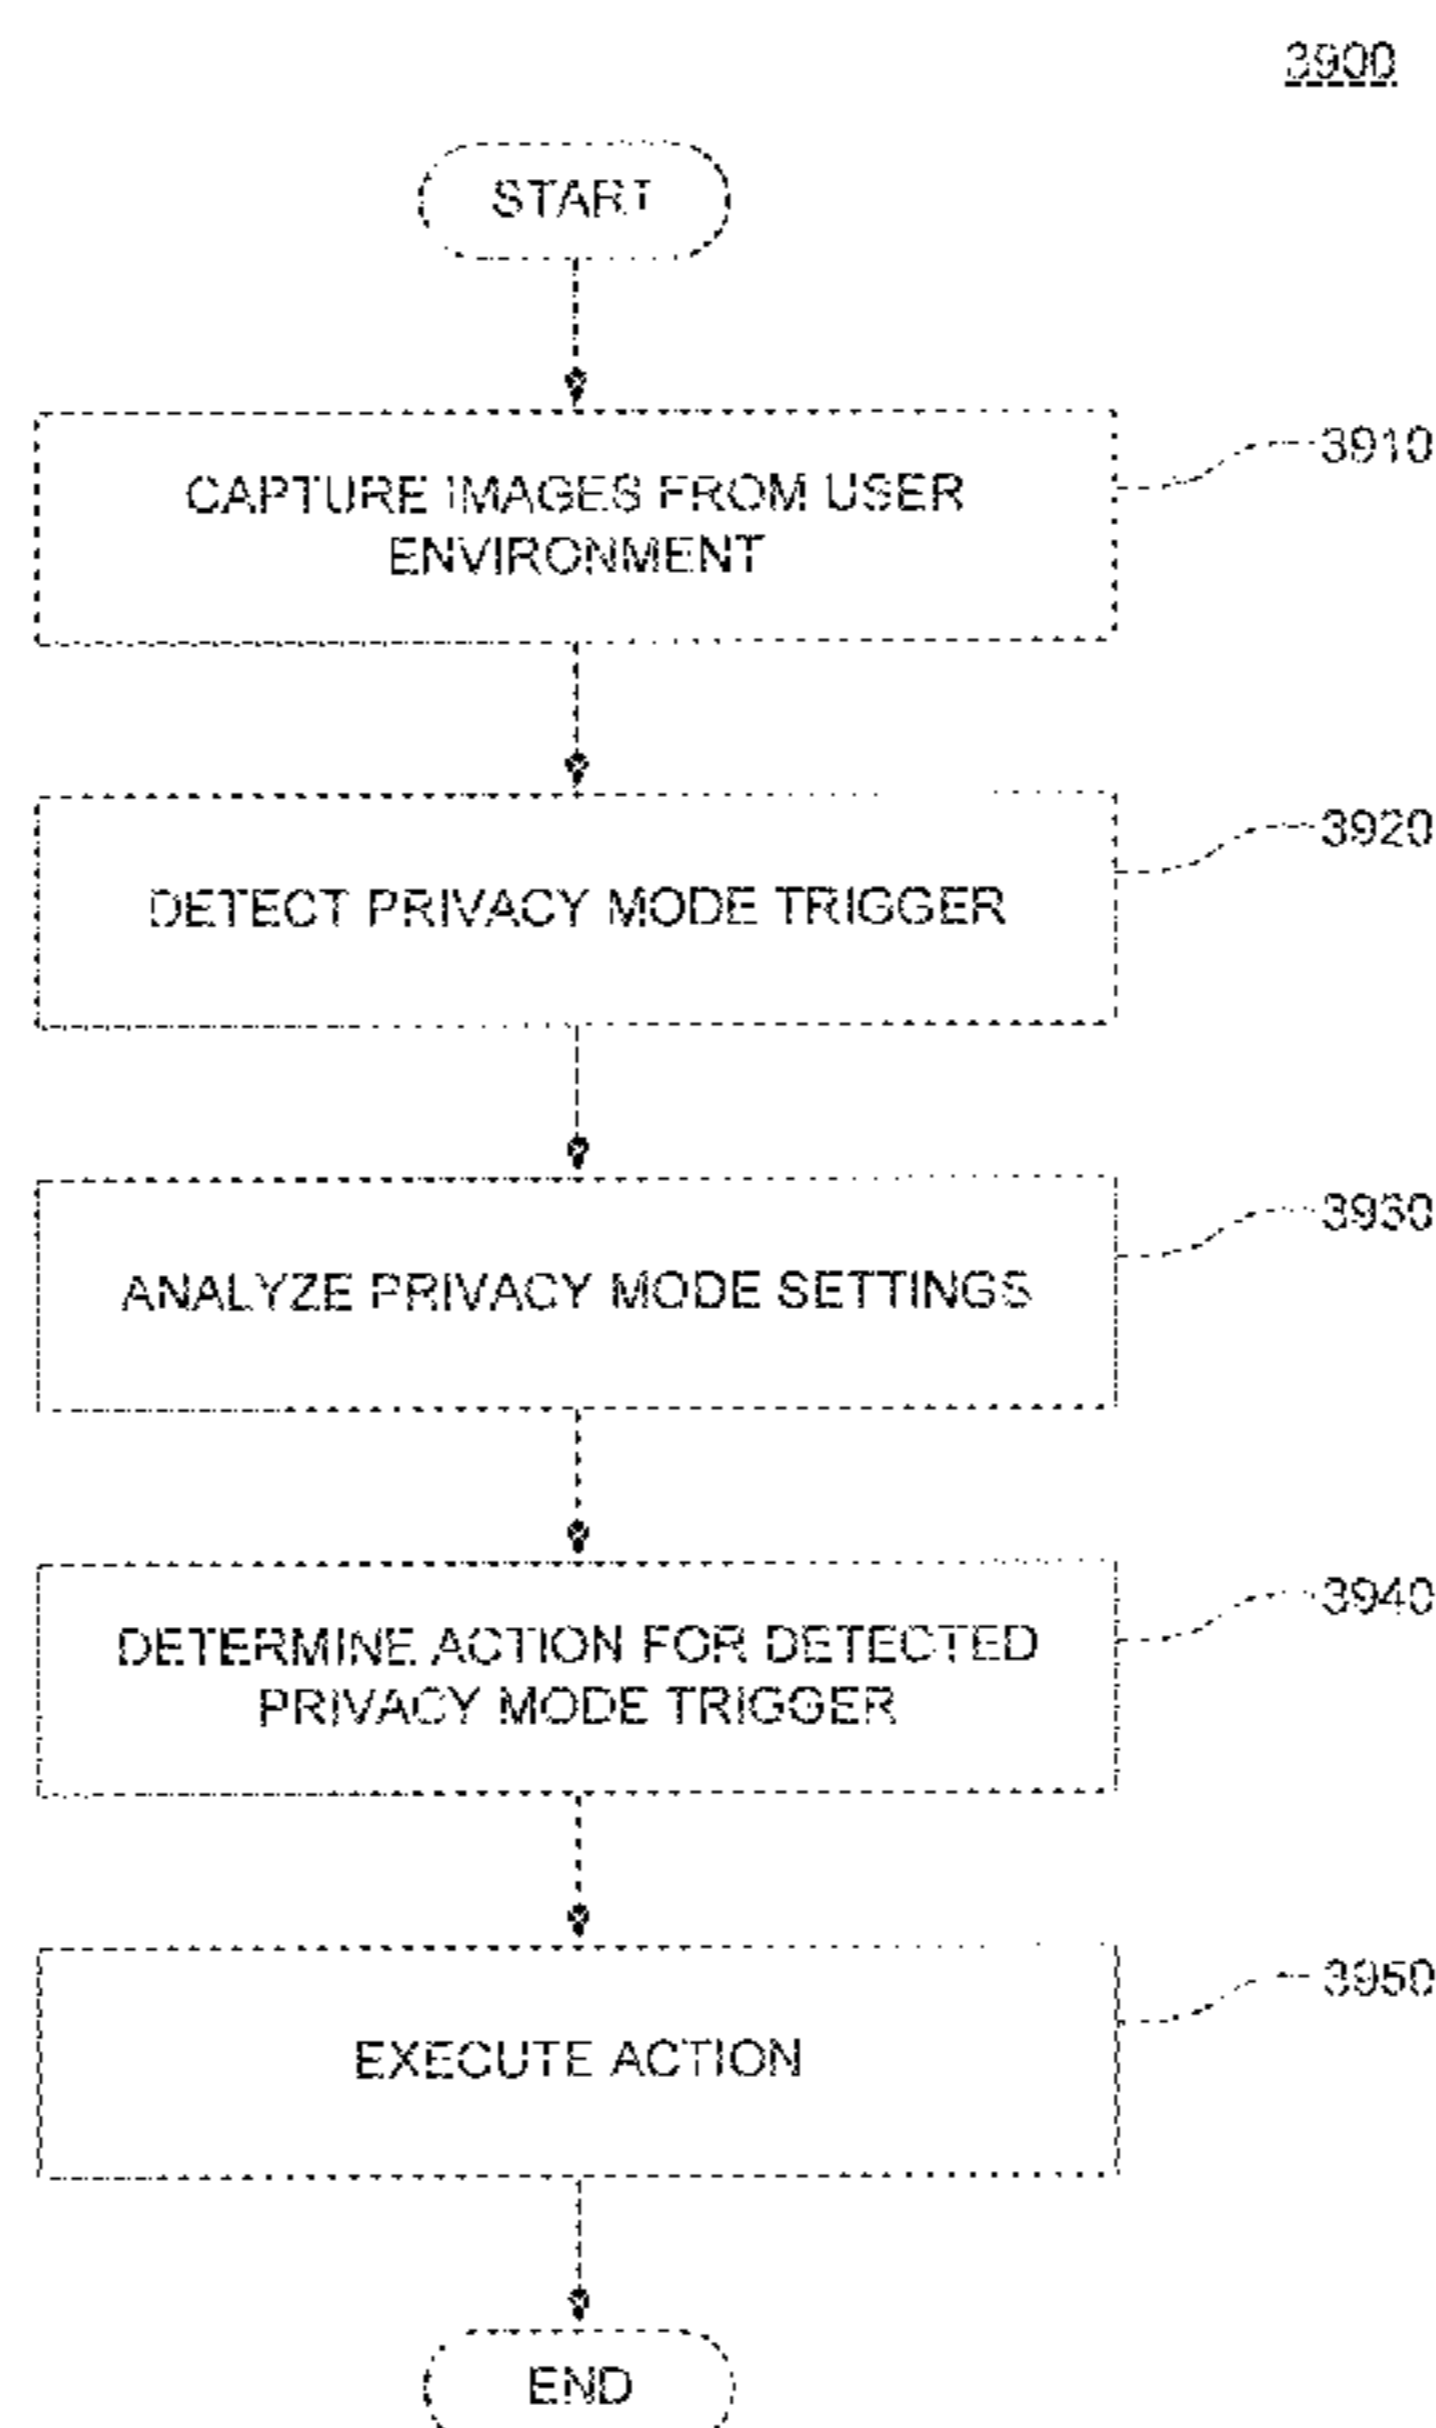 3900
START
CAPTURE IMAGES FROM USER
ENVIRONMENT
3910
DETECT PRIVACY MODE TRIGGER
3920
ANALYZE PRIVACY MODE SETTINGS
3930
DETERMINE ACTION FOR DETECTED
PRIVACY MODE TRIGGER
3940
EXECUTE ACTION
3950
END